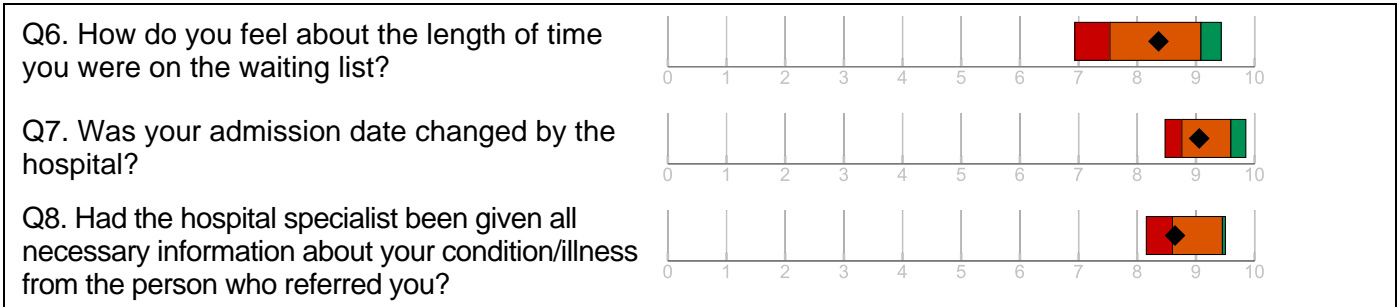 Q6. How do you feel about the length of time
you were on the waiting list?
0 1 2 3 4 5 6 7 8 9 10
Q7. Was your admission date changed by the
hospital?
0 1 2 3 4 5 6 7 8 9 10
Q8. Had the hospital specialist been given all
necessary information about your condition/illness
from the person who referred you?
0 1 2 3 4 5 6 7 8 9 10